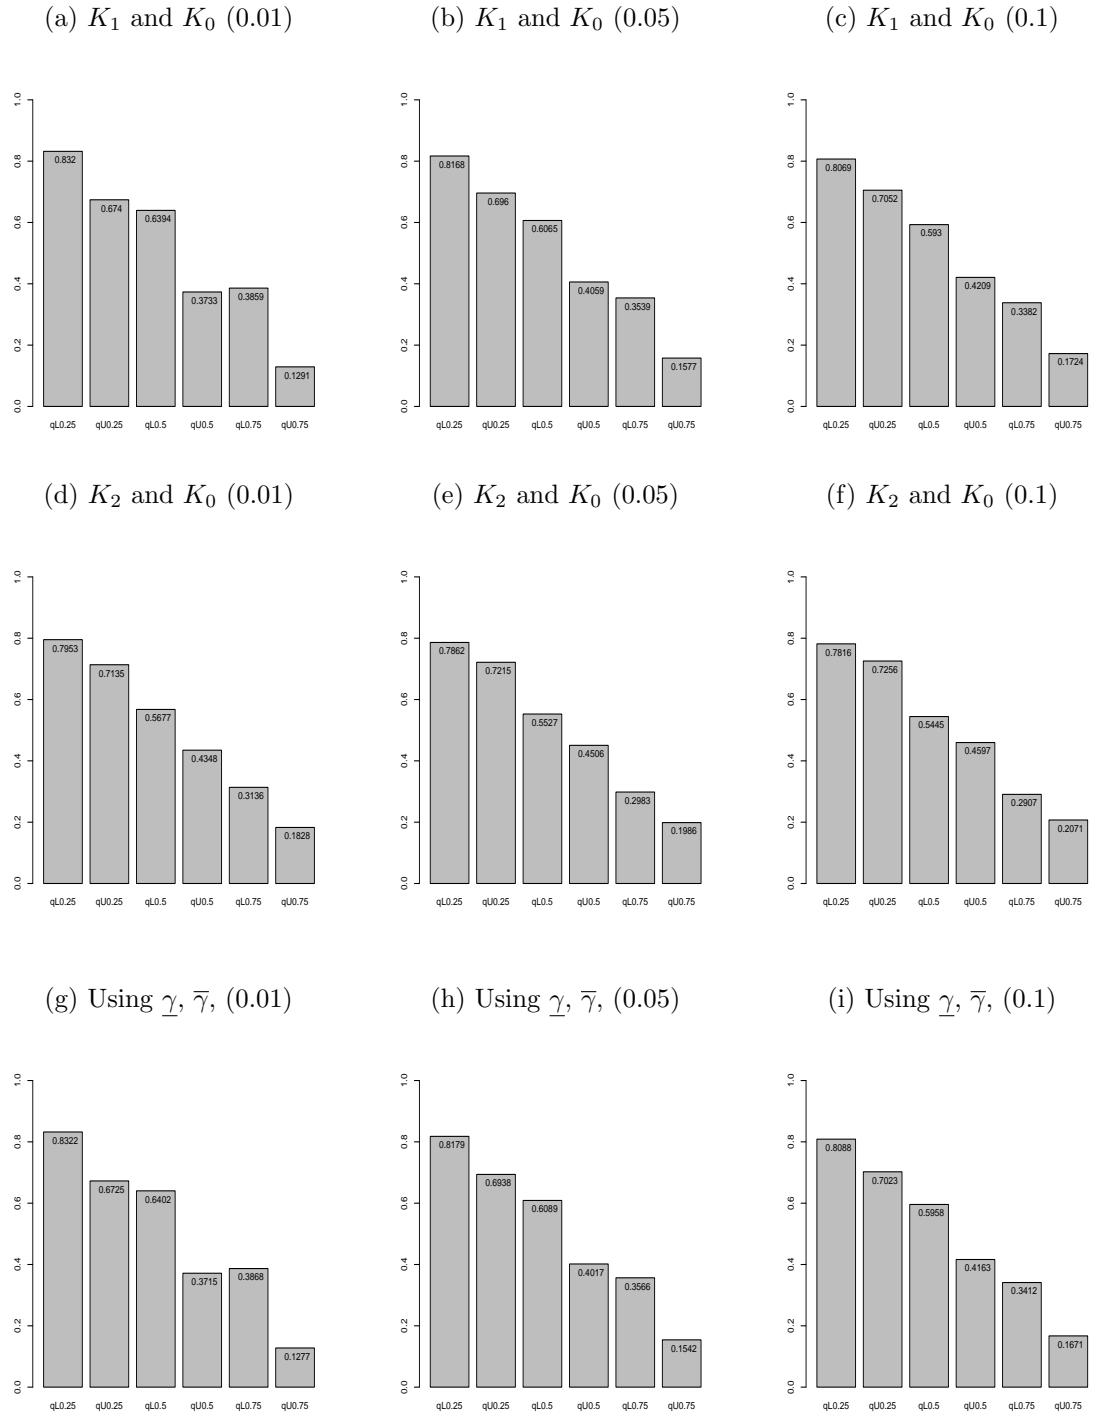 (a) K₁ and K₀ (0.01) (b) K₁ and K₀ (0.05) (c) K₁ and K₀ (0.1)
1.0 0.8 0.6 0.4 0.2 0.0
0.832 0.674 0.6394 0.3733 0.3859 0.1291
qL0.25 qU0.25 qL0.5 qU0.5 qL0.75 qU0.75
1.0 0.8 0.6 0.4 0.2 0.0
0.8168 0.696 0.6065 0.4059 0.3539 0.1577
qL0.25 qU0.25 qL0.5 qU0.5 qL0.75 qU0.75
1.0 0.8 0.6 0.4 0.2 0.0
0.8069 0.7052 0.593 0.4209 0.3382 0.1724
qL0.25 qU0.25 qL0.5 qU0.5 qL0.75 qU0.75
(d) K₂ and K₀ (0.01) (e) K₂ and K₀ (0.05) (f) K₂ and K₀ (0.1)
1.0 0.8 0.6 0.4 0.2 0.0
0.7953 0.7135 0.5677 0.4348 0.3136 0.1828
qL0.25 qU0.25 qL0.5 qU0.5 qL0.75 qU0.75
1.0 0.8 0.6 0.4 0.2 0.0
0.7862 0.7215 0.5527 0.4506 0.2983 0.1986
qL0.25 qU0.25 qL0.5 qU0.5 qL0.75 qU0.75
1.0 0.8 0.6 0.4 0.2 0.0
0.7816 0.7256 0.5445 0.4597 0.2907 0.2071
qL0.25 qU0.25 qL0.5 qU0.5 qL0.75 qU0.75
(g) Using γ̲, γ̅, (0.01) (h) Using γ̲, γ̅, (0.05) (i) Using γ̲, γ̅, (0.1)
1.0 0.8 0.6 0.4 0.2 0.0
0.8322 0.6725 0.6402 0.3715 0.3868 0.1277
qL0.25 qU0.25 qL0.5 qU0.5 qL0.75 qU0.75
1.0 0.8 0.6 0.4 0.2 0.0
0.8179 0.6938 0.6089 0.4017 0.3566 0.1542
qL0.25 qU0.25 qL0.5 qU0.5 qL0.75 qU0.75
1.0 0.8 0.6 0.4 0.2 0.0
0.8088 0.7023 0.5958 0.4163 0.3412 0.1671
qL0.25 qU0.25 qL0.5 qU0.5 qL0.75 qU0.75